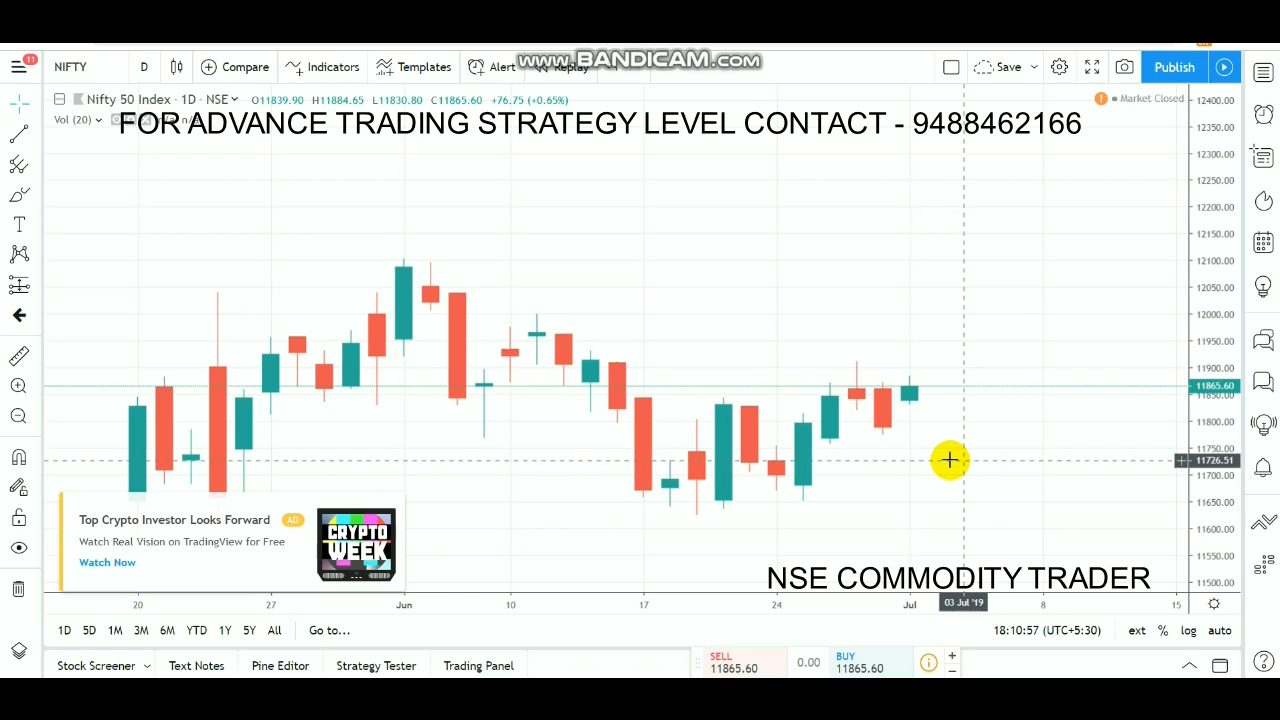 www.BANDICAM.com
11
NIFTY D Compare Indicators Templates Alert Replay Save Publish
Nifty 50 Index · 1D · NSE O11839.90 H11884.65 L11830.80 C11865.60 +76.75 (+0.65%) Market Closed
Vol (20) n/a
FOR ADVANCE TRADING STRATEGY LEVEL CONTACT - 9488462166
12400.00
12350.00
12300.00
12250.00
12200.00
12150.00
12100.00
12050.00
12000.00
11950.00
11900.00
11865.60
11850.00
11800.00
11750.00
11726.51
11700.00
11650.00
11600.00
11550.00
11500.00
Top Crypto Investor Looks Forward AD
Watch Real Vision on TradingView for Free
Watch Now
CRYPTO
WEEK
NSE COMMODITY TRADER
20 27 Jun 10 17 24 Jul 03 Jul '19 8 15
1D 5D 1M 3M 6M YTD 1Y 5Y All Go to... 18:10:57 (UTC+5:30) ext % log auto
Stock Screener Text Notes Pine Editor Strategy Tester Trading Panel
SELL
11865.60
0.00
BUY
11865.60